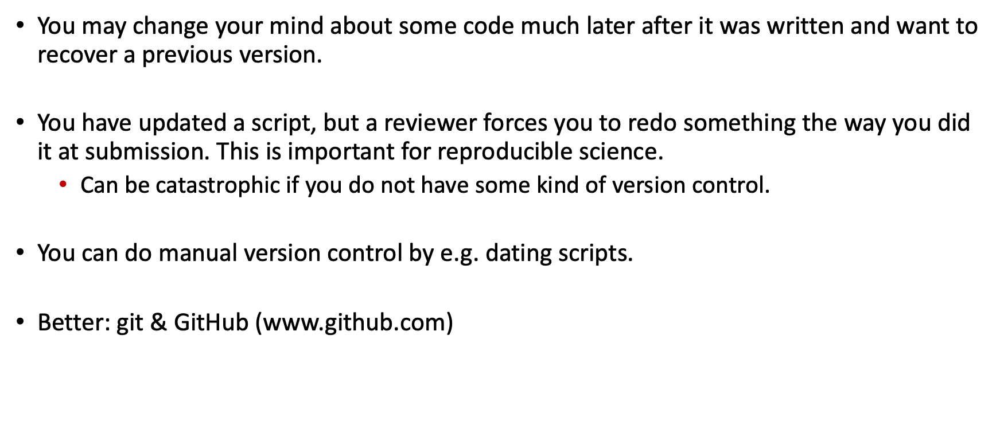 • You may change your mind about some code much later after it was written and want to
recover a previous version.
• You have updated a script, but a reviewer forces you to redo something the way you did
it at submission. This is important for reproducible science.
• Can be catastrophic if you do not have some kind of version control.
• You can do manual version control by e.g. dating scripts.
• Better: git & GitHub (www.github.com)